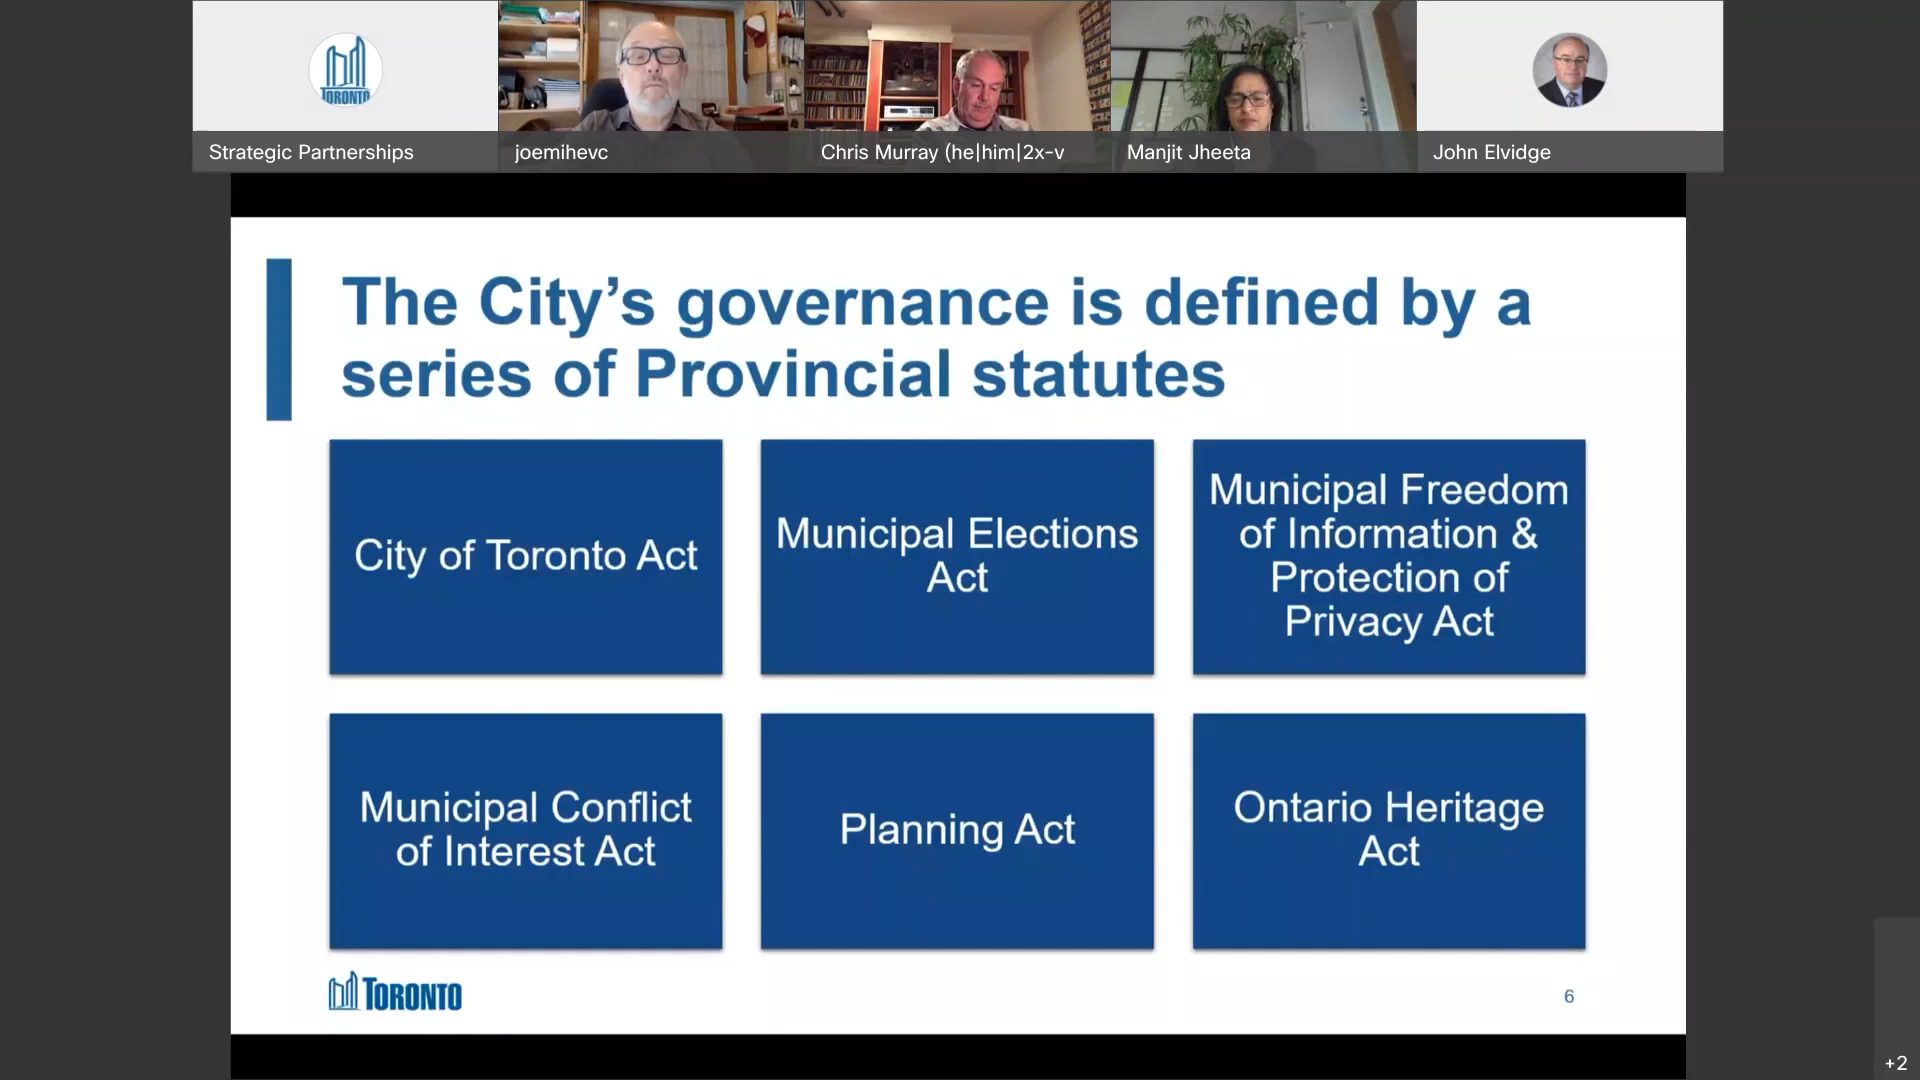 TORONTO
Strategic Partnerships
joemihevc
Chris Murray (he|him|2x-v
Manjit Jheeta
John Elvidge
The City’s governance is defined by a
series of Provincial statutes
City of Toronto Act
Municipal Elections
Act
Municipal Freedom
of Information &
Protection of
Privacy Act
Municipal Conflict
of Interest Act
Planning Act
Ontario Heritage
Act
TORONTO
6
+2